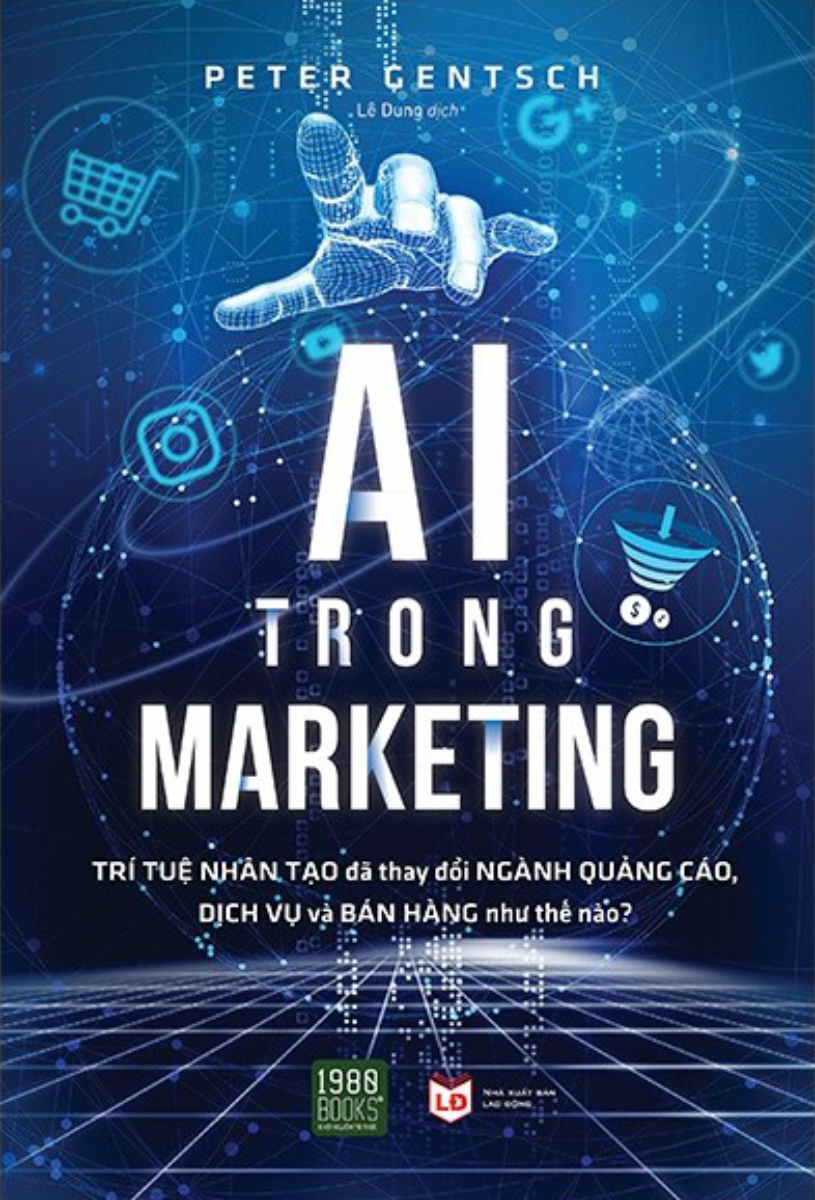 PETER GENTSCH
Lê Dung dịch
G+
AI
TRONG
MARKETING
TRÍ TUỆ NHÂN TẠO đã thay đổi NGÀNH QUẢNG CÁO,
DỊCH VỤ và BÁN HÀNG như thế nào?
1980
BOOKS
LĐ
NHÀ XUẤT BẢN
LAO ĐỘNG